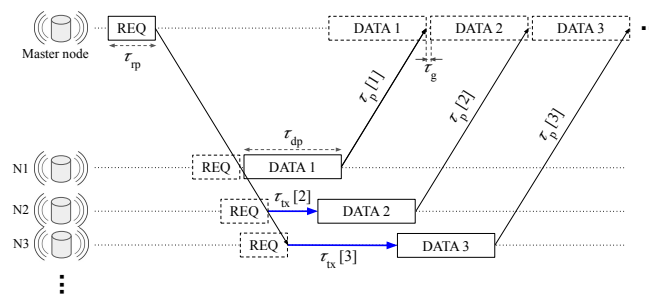 REQ DATA 1 DATA 2 DATA 3
Master node
τrp τp[1] τg τp[2] τp[3]
τdp
N1 REQ DATA 1
N2 REQ τtx[2] DATA 2
N3 REQ τtx[3] DATA 3